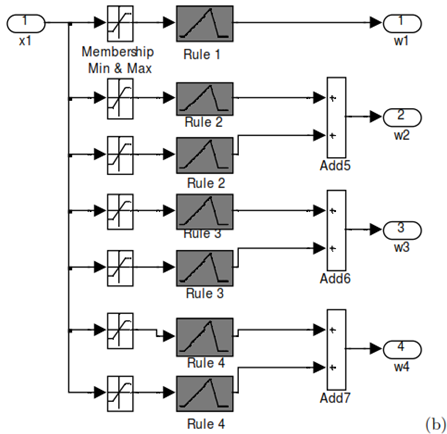 1
x1
Membership
Min & Max
Rule 1
1
w1
Rule 2
+
+
Add5
2
w2
Rule 2
Rule 3
+
+
Add6
3
w3
Rule 3
Rule 4
+
+
Add7
4
w4
Rule 4
(b)